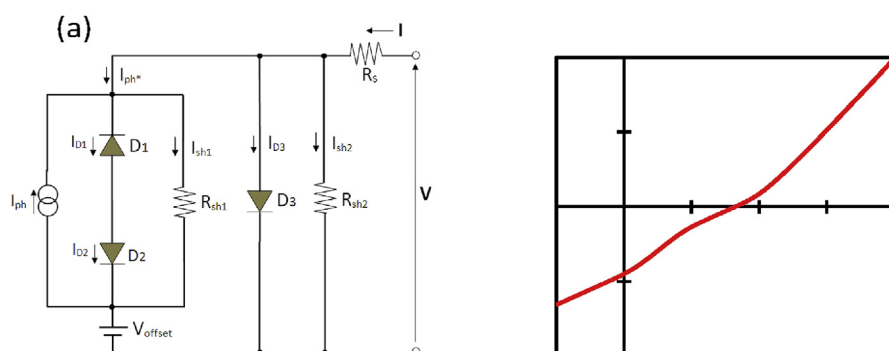 (a)
I
Iph*
Rs
ID1
D1
Ish1
ID3
Ish2
Iph
Rsh1
D3
Rsh2
V
ID2
D2
Voffset